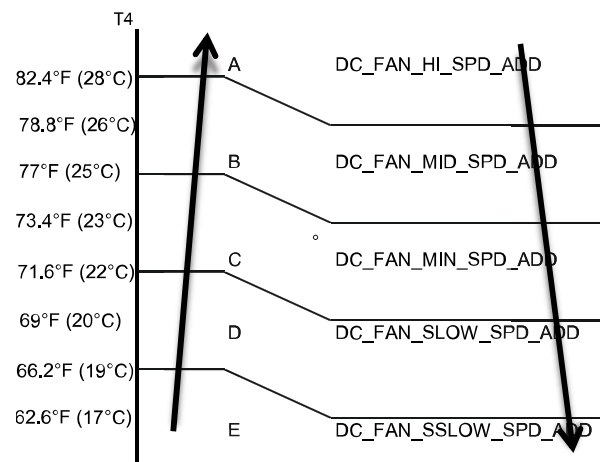 T4
A DC_FAN_HI_SPD_ADD
82.4°F (28°C)
78.8°F (26°C)
B DC_FAN_MID_SPD_ADD
77°F (25°C)
73.4°F (23°C)
C DC_FAN_MIN_SPD_ADD
71.6°F (22°C)
69°F (20°C)
D DC_FAN_SLOW_SPD_ADD
66.2°F (19°C)
62.6°F (17°C)
E DC_FAN_SSLOW_SPD_ADD